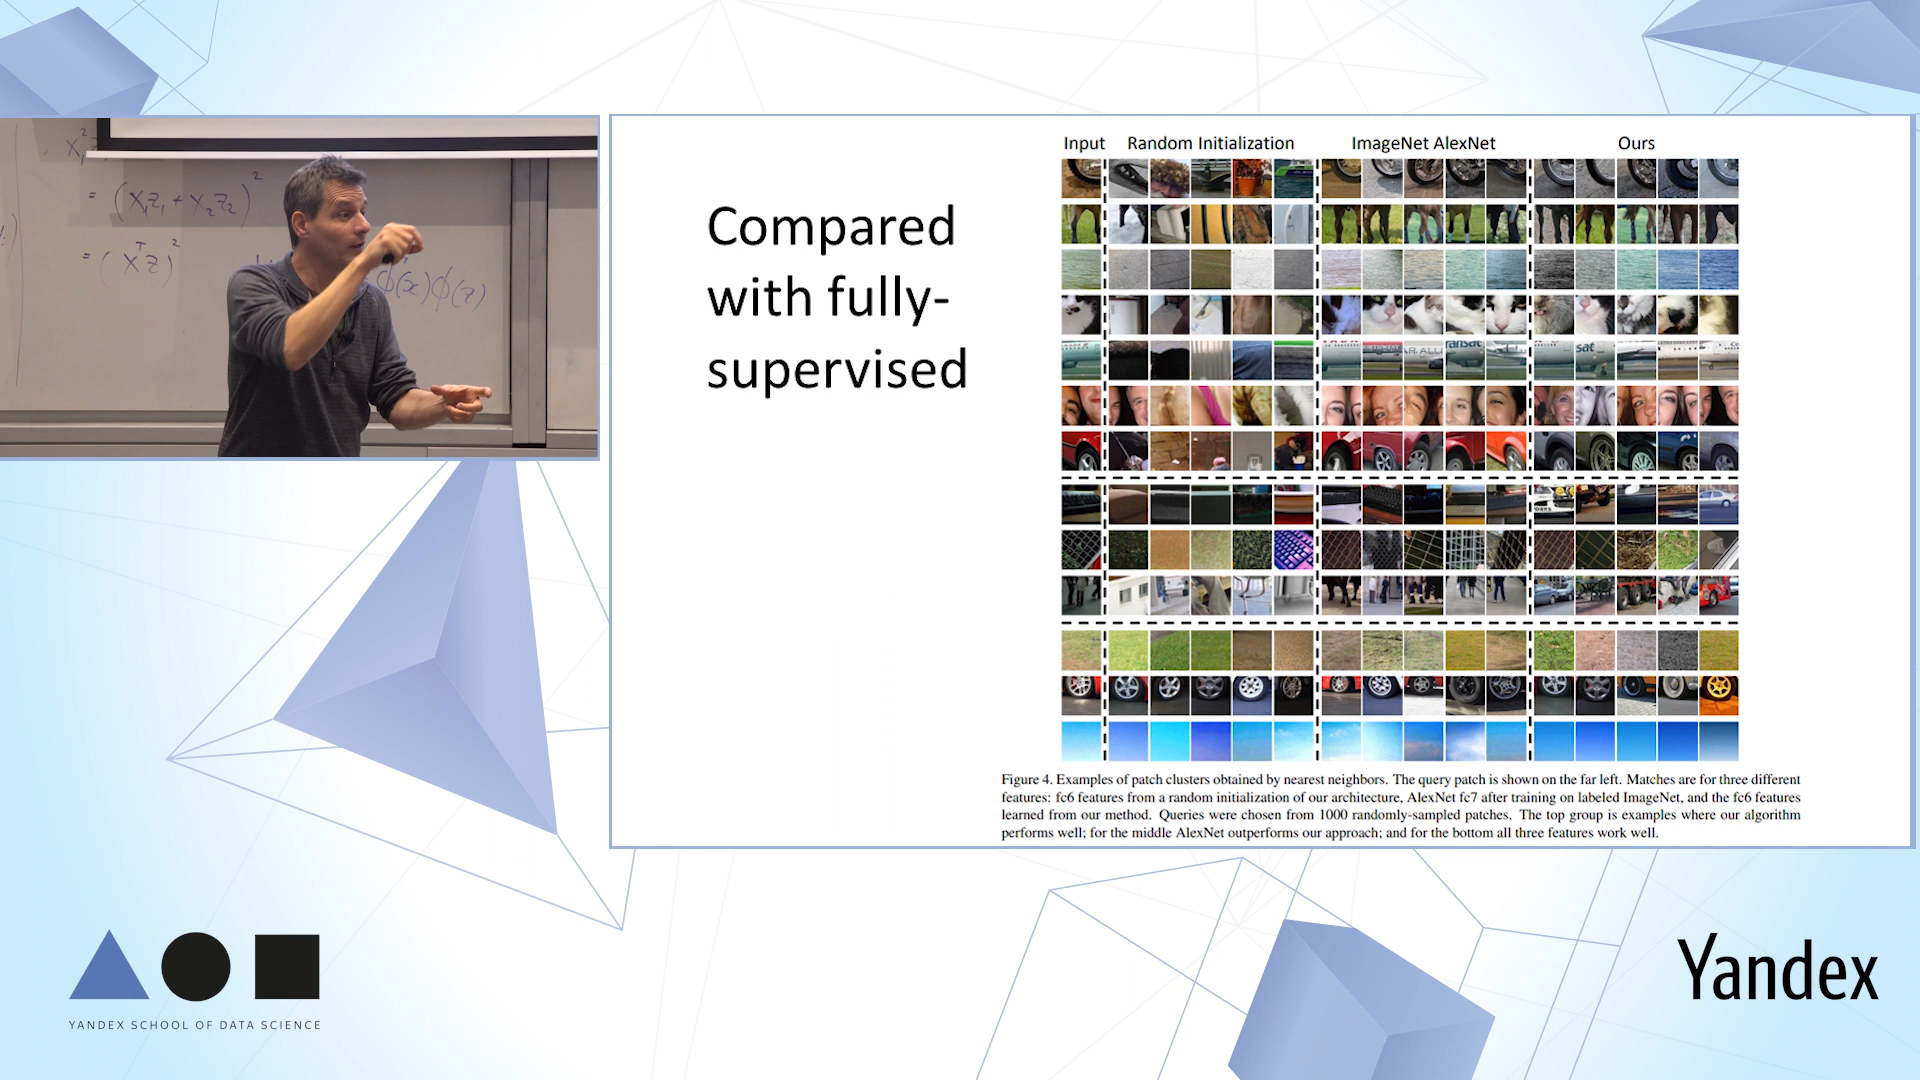 = (x₁z₁ + x₂z₂)²
= (xᵀz)²
ϕ(x)ϕ(z)
Compared
with fully-
supervised
Input Random Initialization ImageNet AlexNet Ours
Figure 4. Examples of patch clusters obtained by nearest neighbors. The query patch is shown on the far left. Matches are for three different
features: fc6 features from a random initialization of our architecture, AlexNet fc7 after training on labeled ImageNet, and the fc6 features
learned from our method. Queries were chosen from 1000 randomly-sampled patches. The top group is examples where our algorithm
performs well; for the middle AlexNet outperforms our approach; and for the bottom all three features work well.
YANDEX SCHOOL OF DATA SCIENCE
Yandex